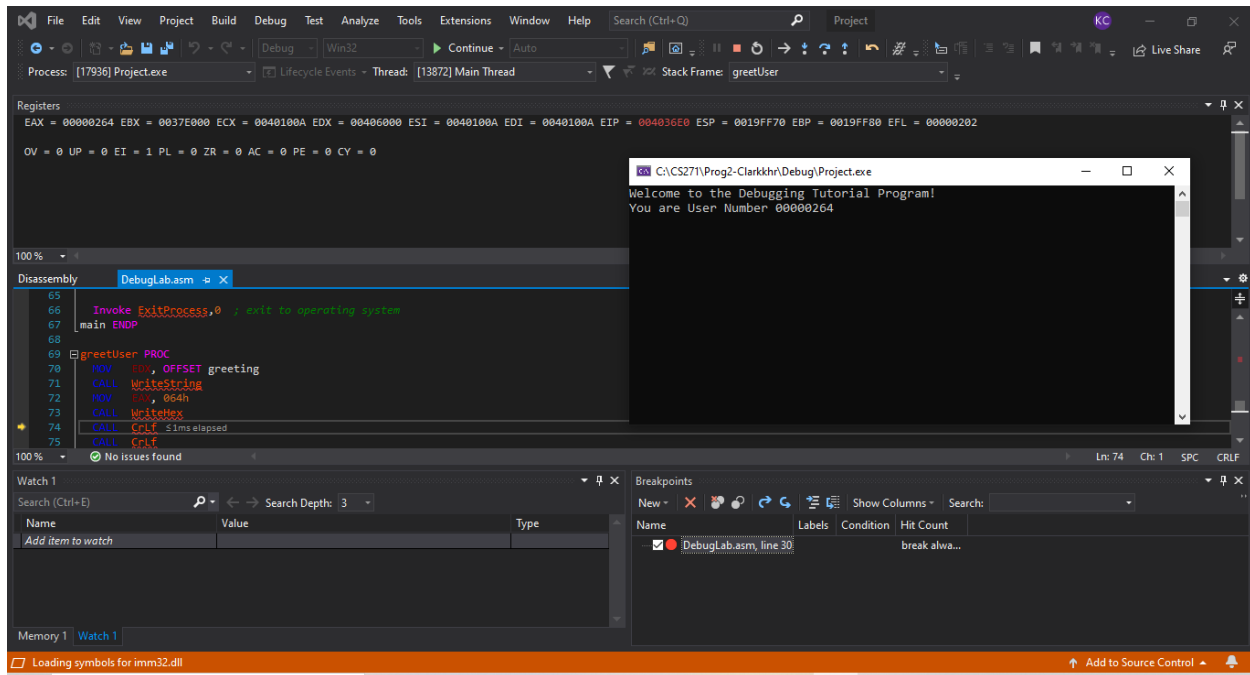 File Edit View Project Build Debug Test Analyze Tools Extensions Window Help Search (Ctrl+Q) Project KC
Debug Win32 Continue Auto Live Share
Process: [17936] Project.exe Lifecycle Events Thread: [13872] Main Thread Stack Frame: greetUser
Registers
EAX = 00000264 EBX = 0037E000 ECX = 0040100A EDX = 00406000 ESI = 0040100A EDI = 0040100A EIP = 004036E0 ESP = 0019FF70 EBP = 0019FF80 EFL = 00000202
OV = 0 UP = 0 EI = 1 PL = 0 ZR = 0 AC = 0 PE = 0 CY = 0
C:\CS271\Prog2-Clarkkhr\Debug\Project.exe
Welcome to the Debugging Tutorial Program!
You are User Number 00000264
100 %
Disassembly DebugLab.asm
65
66 Invoke ExitProcess,0 ; exit to operating system
67 main ENDP
68
69 greetUser PROC
70 MOV EDX, OFFSET greeting
71 CALL WriteString
72 MOV EAX, 064h
73 CALL WriteHex
74 CALL CrLf ≤1ms elapsed
75 CALL CrLf
100 % No issues found Ln: 74 Ch: 1 SPC CRLF
Watch 1
Search (Ctrl+E) Search Depth: 3
Name Value Type
Add item to watch
Memory 1 Watch 1
Breakpoints
New Show Columns Search:
Name Labels Condition Hit Count
DebugLab.asm, line 30 break alwa...
Loading symbols for imm32.dll Add to Source Control